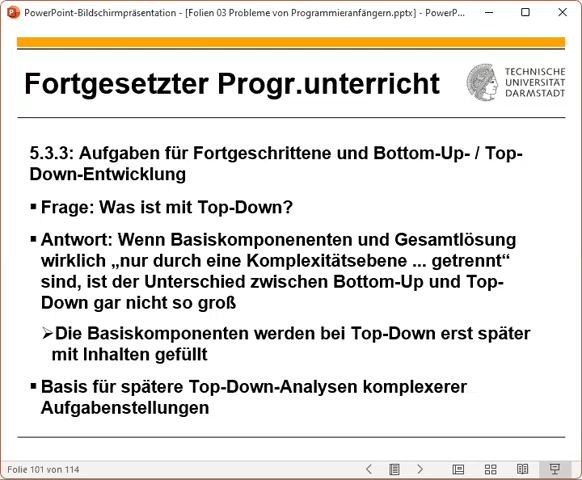 PowerPoint-Bildschirmpräsentation - [Folien 03 Probleme von Programmieranfängern.pptx] - PowerP...
Fortgesetzter Progr.unterricht
TECHNISCHE
UNIVERSITÄT
DARMSTADT
5.3.3: Aufgaben für Fortgeschrittene und Bottom-Up- / Top-
Down-Entwicklung
▪ Frage: Was ist mit Top-Down?
▪ Antwort: Wenn Basiskomponenenten und Gesamtlösung
wirklich „nur durch eine Komplexitätsebene ... getrennt“
sind, ist der Unterschied zwischen Bottom-Up und Top-
Down gar nicht so groß
➢Die Basiskomponenten werden bei Top-Down erst später
mit Inhalten gefüllt
▪ Basis für spätere Top-Down-Analysen komplexerer
Aufgabenstellungen
Folie 101 von 114